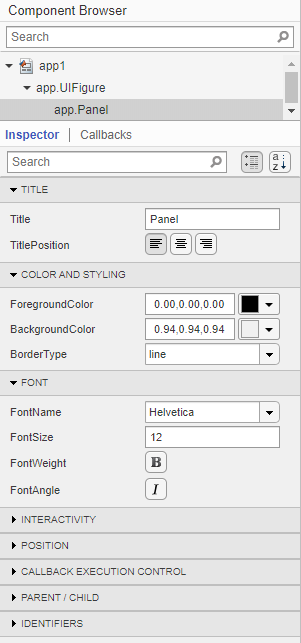 Component Browser
Search
app1
app.UIFigure
app.Panel
Inspector | Callbacks
Search
TITLE
Title Panel
TitlePosition
COLOR AND STYLING
ForegroundColor 0.00,0.00,0.00
BackgroundColor 0.94,0.94,0.94
BorderType line
FONT
FontName Helvetica
FontSize 12
FontWeight B
FontAngle I
INTERACTIVITY
POSITION
CALLBACK EXECUTION CONTROL
PARENT / CHILD
IDENTIFIERS